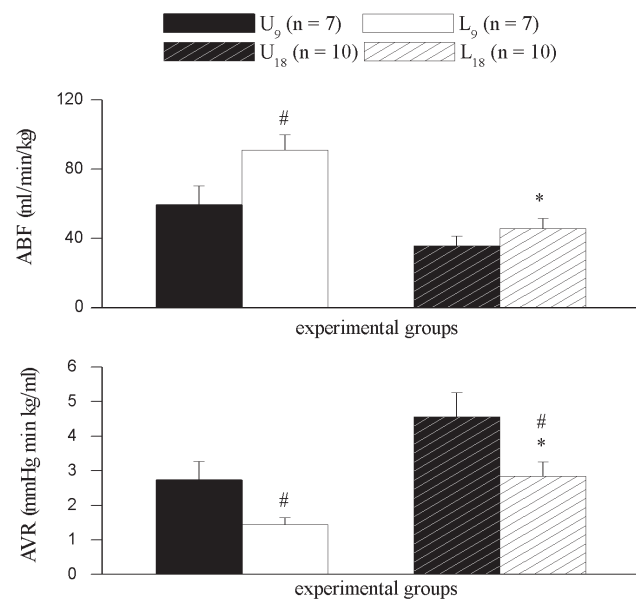 U9 (n = 7) L9 (n = 7)
U18 (n = 10) L18 (n = 10)
120
80
40
0
ABF (ml/min/kg)
#
*
experimental groups
6
5
4
3
2
1
0
AVR (mmHg min kg/ml)
#
#
*
experimental groups